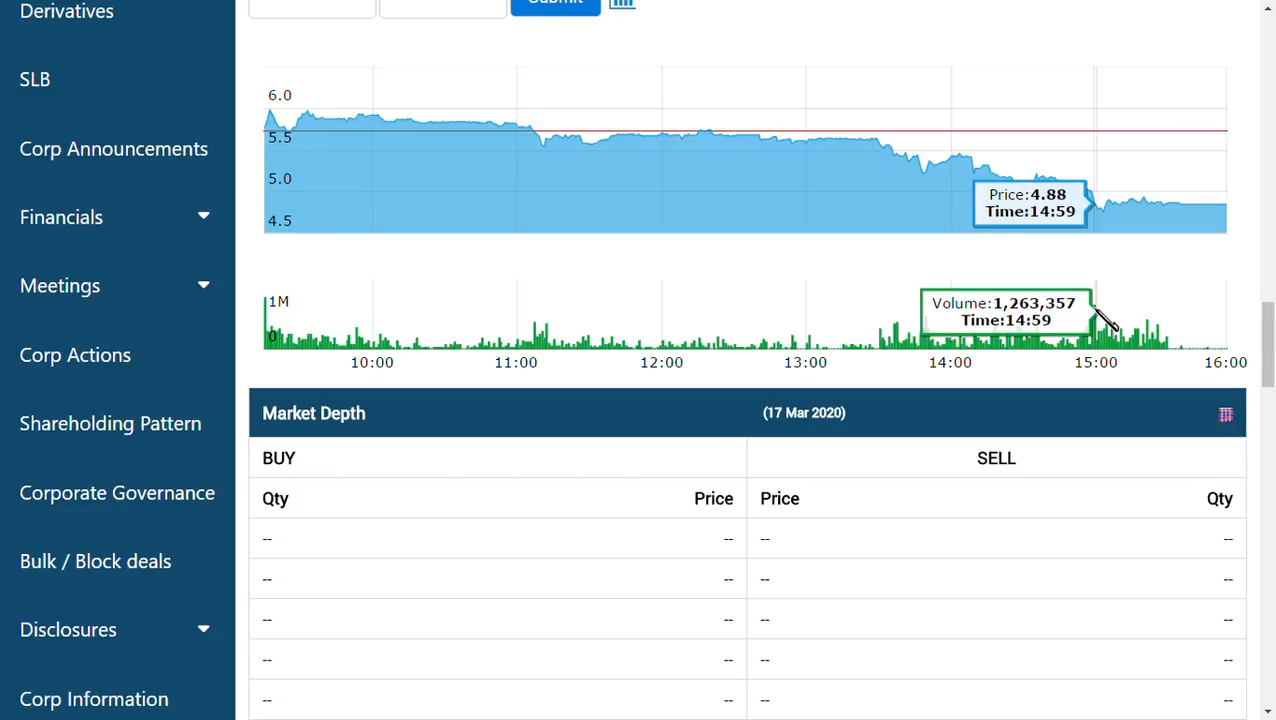 Derivatives
Submit
SLB
Corp Announcements
Financials
Meetings
Corp Actions
Shareholding Pattern
Corporate Governance
Bulk / Block deals
Disclosures
Corp Information
6.0
5.5
5.0
4.5
Price:4.88
Time:14:59
1M
0
Volume:1,263,357
Time:14:59
10:00 11:00 12:00 13:00 14:00 15:00 16:00
Market Depth (17 Mar 2020)
BUY SELL
Qty Price Price Qty
-- -- -- --
-- -- -- --
-- -- -- --
-- -- -- --
-- -- -- --